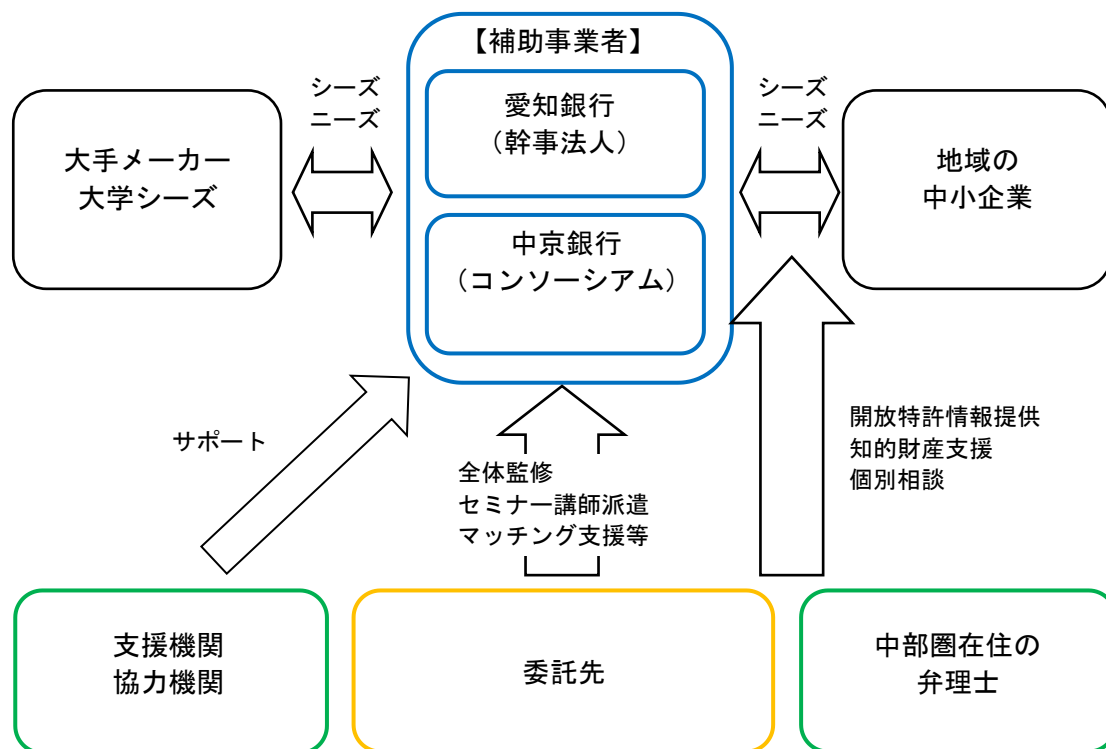 【補助事業者】
愛知銀行
（幹事法人）
中京銀行
（コンソーシアム）
シーズ
ニーズ
シーズ
ニーズ
大手メーカー
大学シーズ
地域の
中小企業
サポート
全体監修
セミナー講師派遣
マッチング支援等
開放特許情報提供
知的財産支援
個別相談
支援機関
協力機関
委託先
中部圏在住の
弁理士